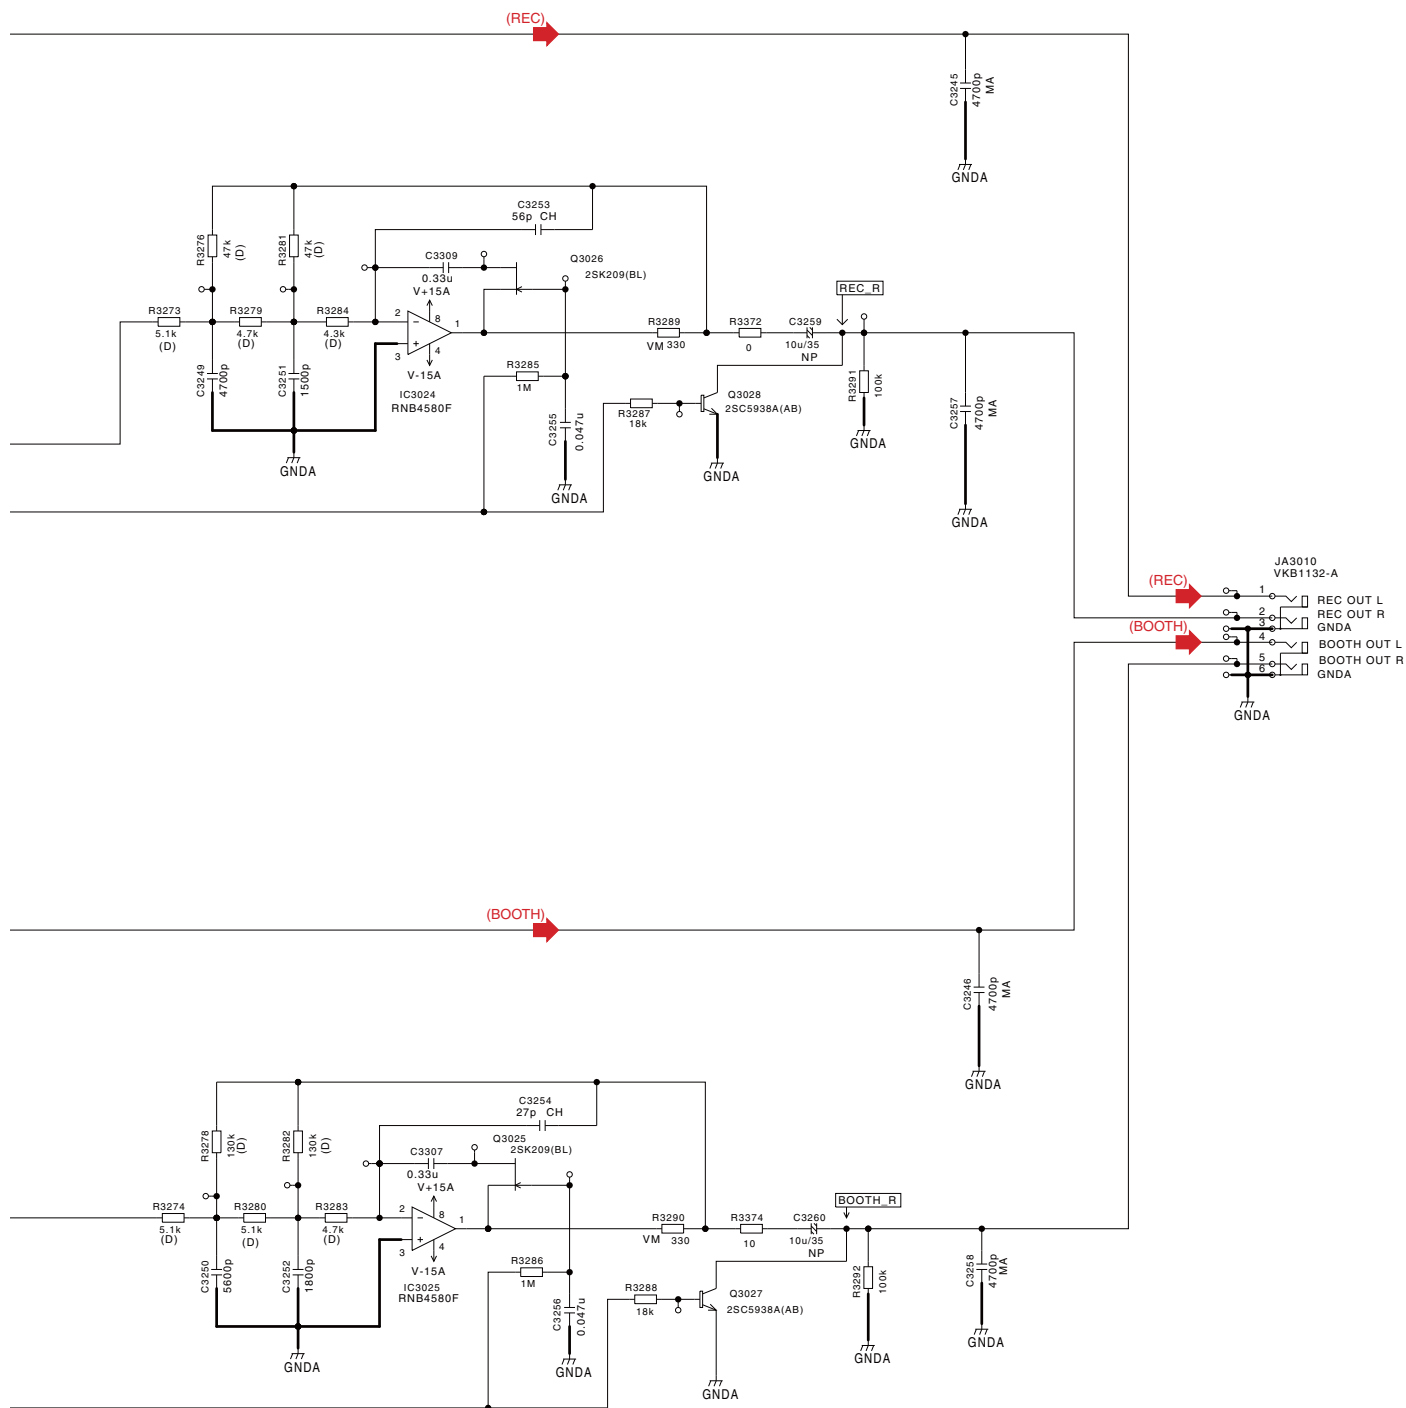 (REC)
C3245
4700p
MA
GNDA
C3253
56p CH
R3276
47k
(D)
R3281
47k
(D)
C3309
0.33u
V+15A
Q3026
2SK209(BL)
REC_R
R3273
5.1k
(D)
R3279
4.7k
(D)
R3284
4.3k
(D)
2
3
8
4
1
V-15A
IC3024
RNB4580F
R3289
VM 330
R3372
0
C3259
10u/35
NP
C3249
4700p
C3251
1500p
GNDA
R3285
1M
C3255
0.047u
GNDA
R3287
18k
Q3028
2SC5938A(AB)
GNDA
R3291
100k
GNDA
C3257
4700p
MA
GNDA
JA3010
VKB1132-A
(REC)
(BOOTH)
1
REC OUT L
2
REC OUT R
3
GNDA
4
BOOTH OUT L
5
BOOTH OUT R
6
GNDA
GNDA
(BOOTH)
C3246
4700p
MA
GNDA
C3254
27p CH
R3278
130k
(D)
R3282
130k
(D)
C3307
0.33u
V+15A
Q3025
2SK209(BL)
BOOTH_R
R3274
5.1k
(D)
R3280
5.1k
(D)
R3283
4.7k
(D)
2
3
8
4
1
V-15A
IC3025
RNB4580F
R3290
VM 330
R3374
10
C3260
10u/35
NP
C3250
5600p
C3252
1800p
GNDA
R3286
1M
C3256
0.047u
GNDA
R3288
18k
Q3027
2SC5938A(AB)
GNDA
R3292
100k
GNDA
C3258
4700p
MA
GNDA